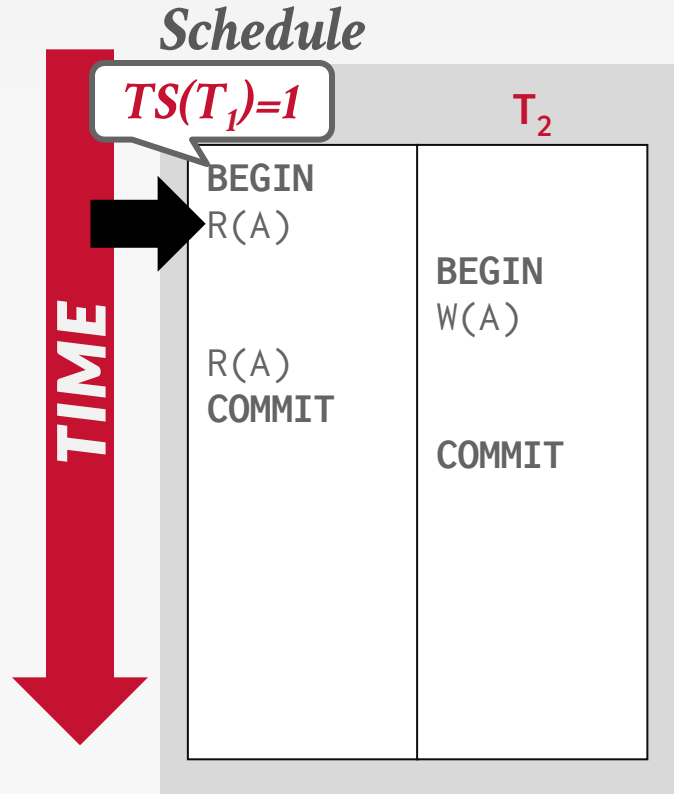 Schedule
TS(T1)=1
T2
BEGIN
R(A)
BEGIN
W(A)
R(A)
COMMIT
COMMIT
TIME